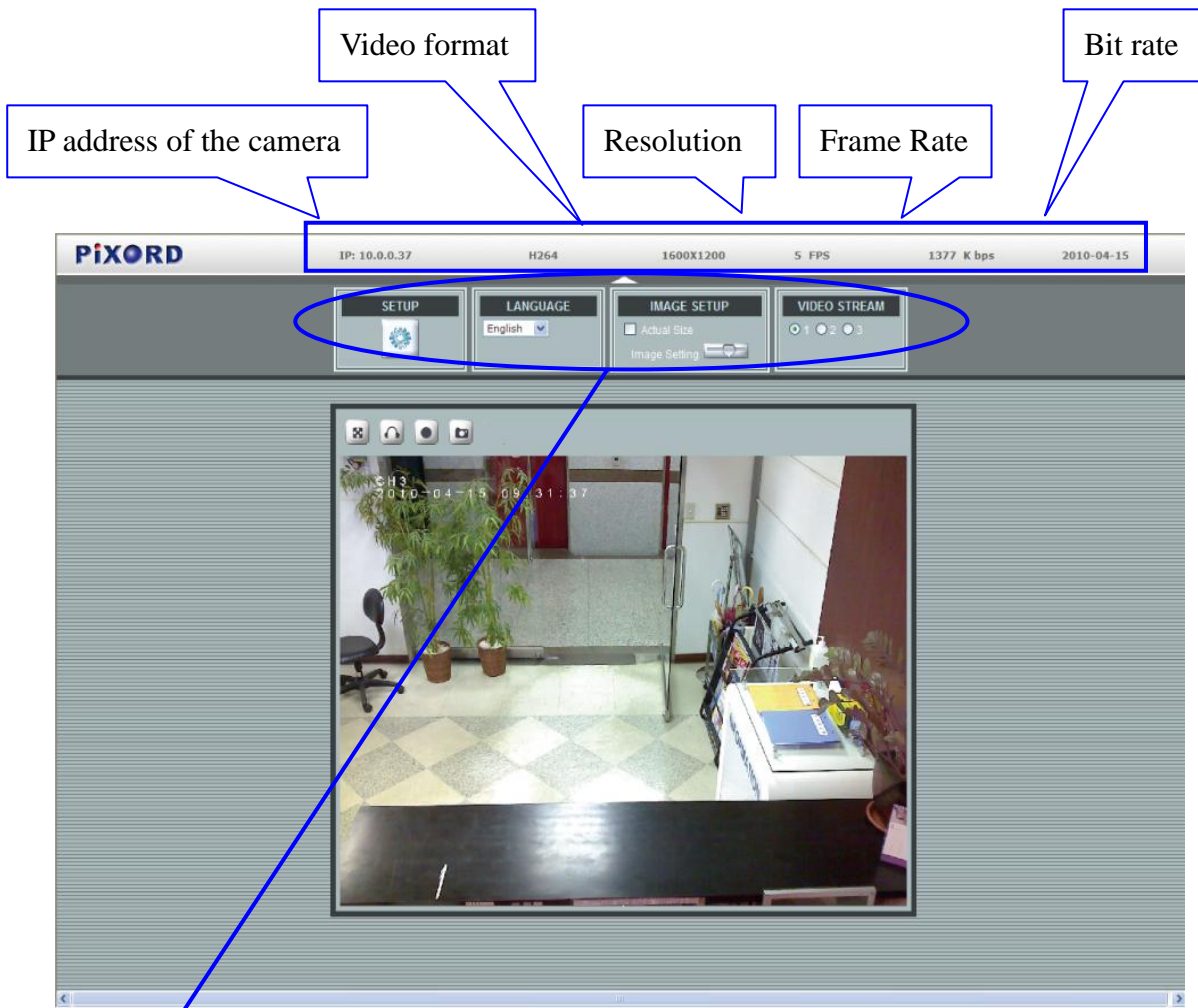 Video format
Bit rate
IP address of the camera
Resolution
Frame Rate
PiXORD
IP: 10.0.0.37 H264 1600X1200 5 FPS 1377 K bps 2010-04-15
SETUP LANGUAGE IMAGE SETUP VIDEO STREAM
English Actual Size 1 2 3
Image Setting
CH3
2010-04-15 09:31:37